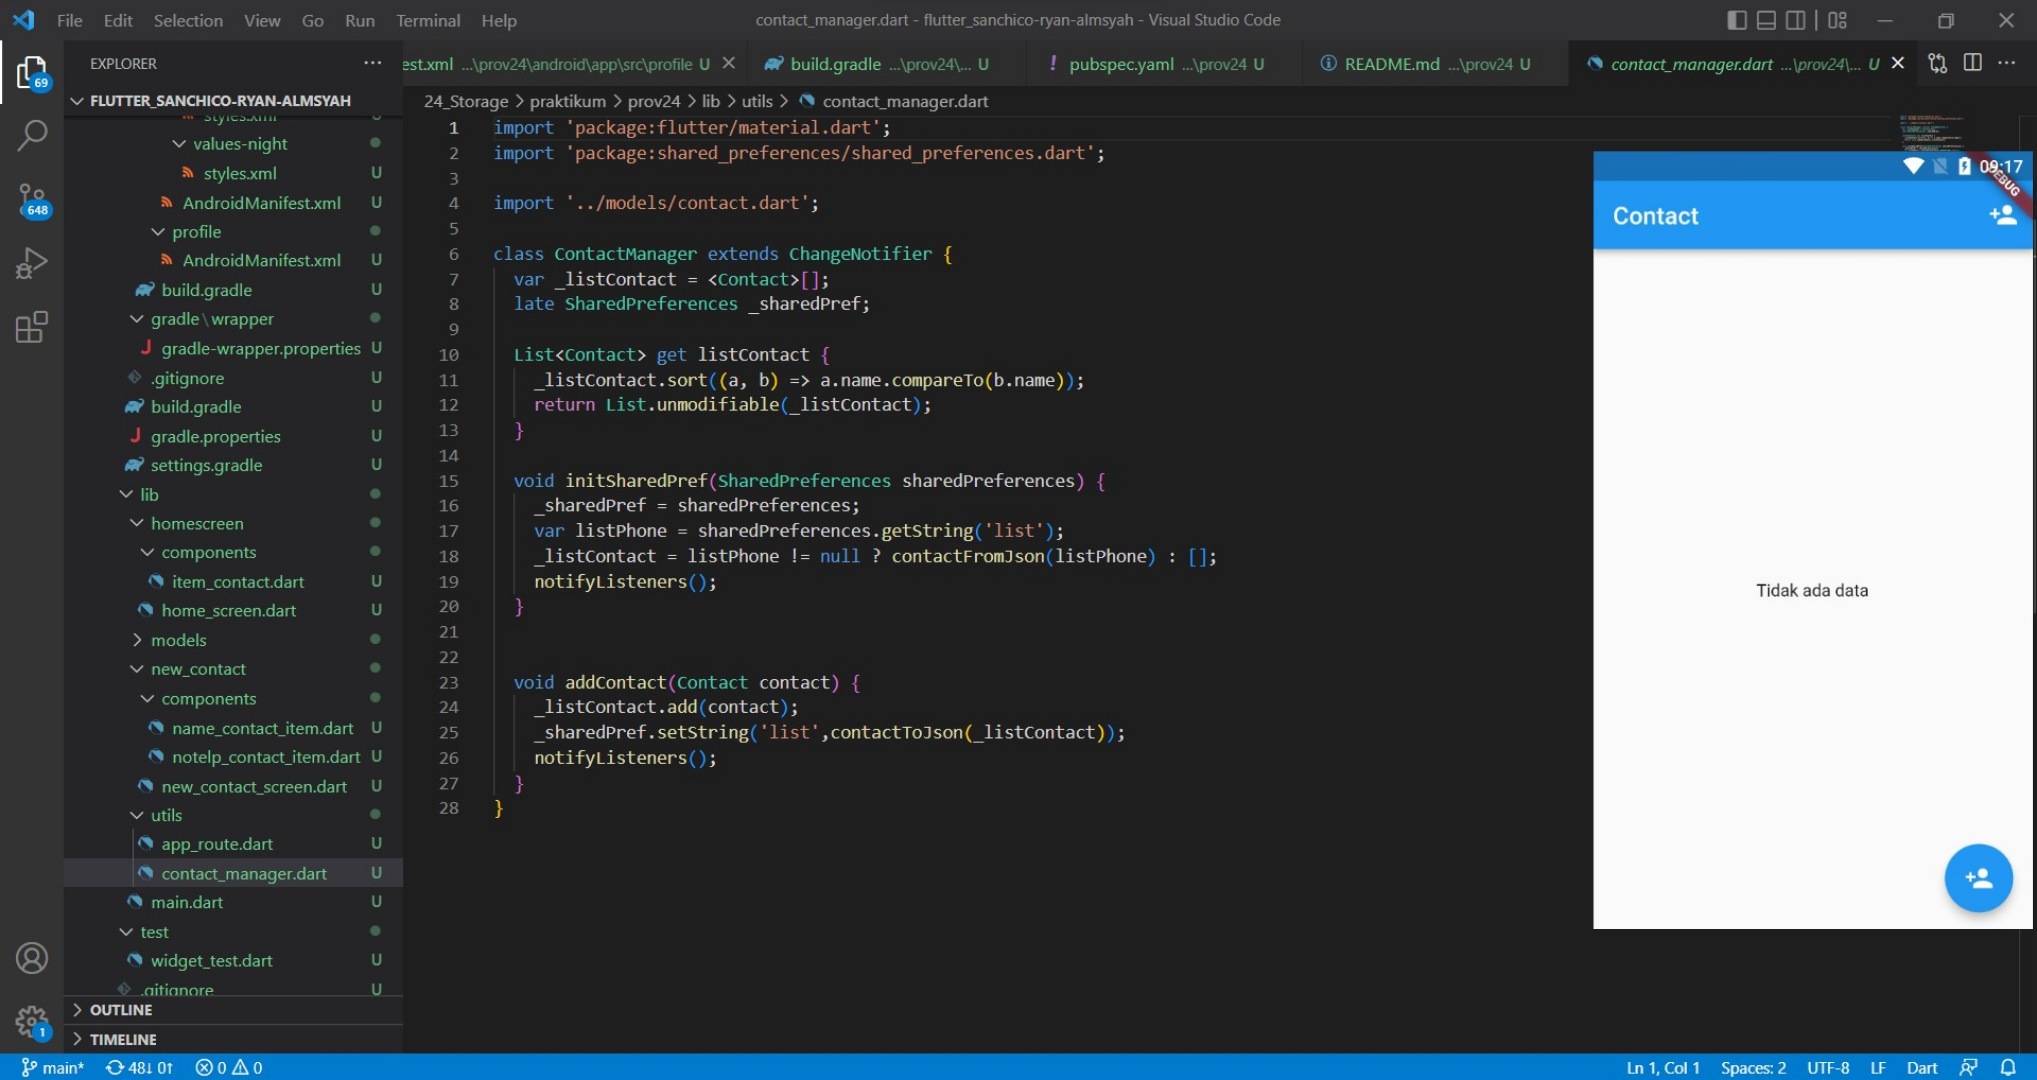 File Edit Selection View Go Run Terminal Help
contact_manager.dart - flutter_sanchico-ryan-almsyah - Visual Studio Code
EXPLORER
est.xml ...\prov24\android\app\src\profile U
build.gradle ...\prov24\... U
! pubspec.yaml ...\prov24 U
README.md ...\prov24 U
contact_manager.dart ...\prov24\... U
69
648
1
FLUTTER_SANCHICO-RYAN-ALMSYAH
styles.xml U
values-night
styles.xml U
AndroidManifest.xml U
profile
AndroidManifest.xml U
build.gradle U
gradle\wrapper
J gradle-wrapper.properties U
.gitignore U
build.gradle U
J gradle.properties U
settings.gradle U
lib
homescreen
components
item_contact.dart U
home_screen.dart U
models
new_contact
components
name_contact_item.dart U
notelp_contact_item.dart U
new_contact_screen.dart U
utils
app_route.dart U
contact_manager.dart U
main.dart U
test
widget_test.dart U
.gitignore U
OUTLINE
TIMELINE
24_Storage > praktikum > prov24 > lib > utils > contact_manager.dart
1 import 'package:flutter/material.dart';
2 import 'package:shared_preferences/shared_preferences.dart';
3
4 import '../models/contact.dart';
5
6 class ContactManager extends ChangeNotifier {
7 var _listContact = <Contact>[];
8 late SharedPreferences _sharedPref;
9
10 List<Contact> get listContact {
11 _listContact.sort((a, b) => a.name.compareTo(b.name));
12 return List.unmodifiable(_listContact);
13 }
14
15 void initSharedPref(SharedPreferences sharedPreferences) {
16 _sharedPref = sharedPreferences;
17 var listPhone = sharedPreferences.getString('list');
18 _listContact = listPhone != null ? contactFromJson(listPhone) : [];
19 notifyListeners();
20 }
21
22
23 void addContact(Contact contact) {
24 _listContact.add(contact);
25 _sharedPref.setString('list',contactToJson(_listContact));
26 notifyListeners();
27 }
28 }
09:17
DEBUG
Contact
Tidak ada data
main* 48↓ 0↑ 0 0
Ln 1, Col 1 Spaces: 2 UTF-8 LF Dart